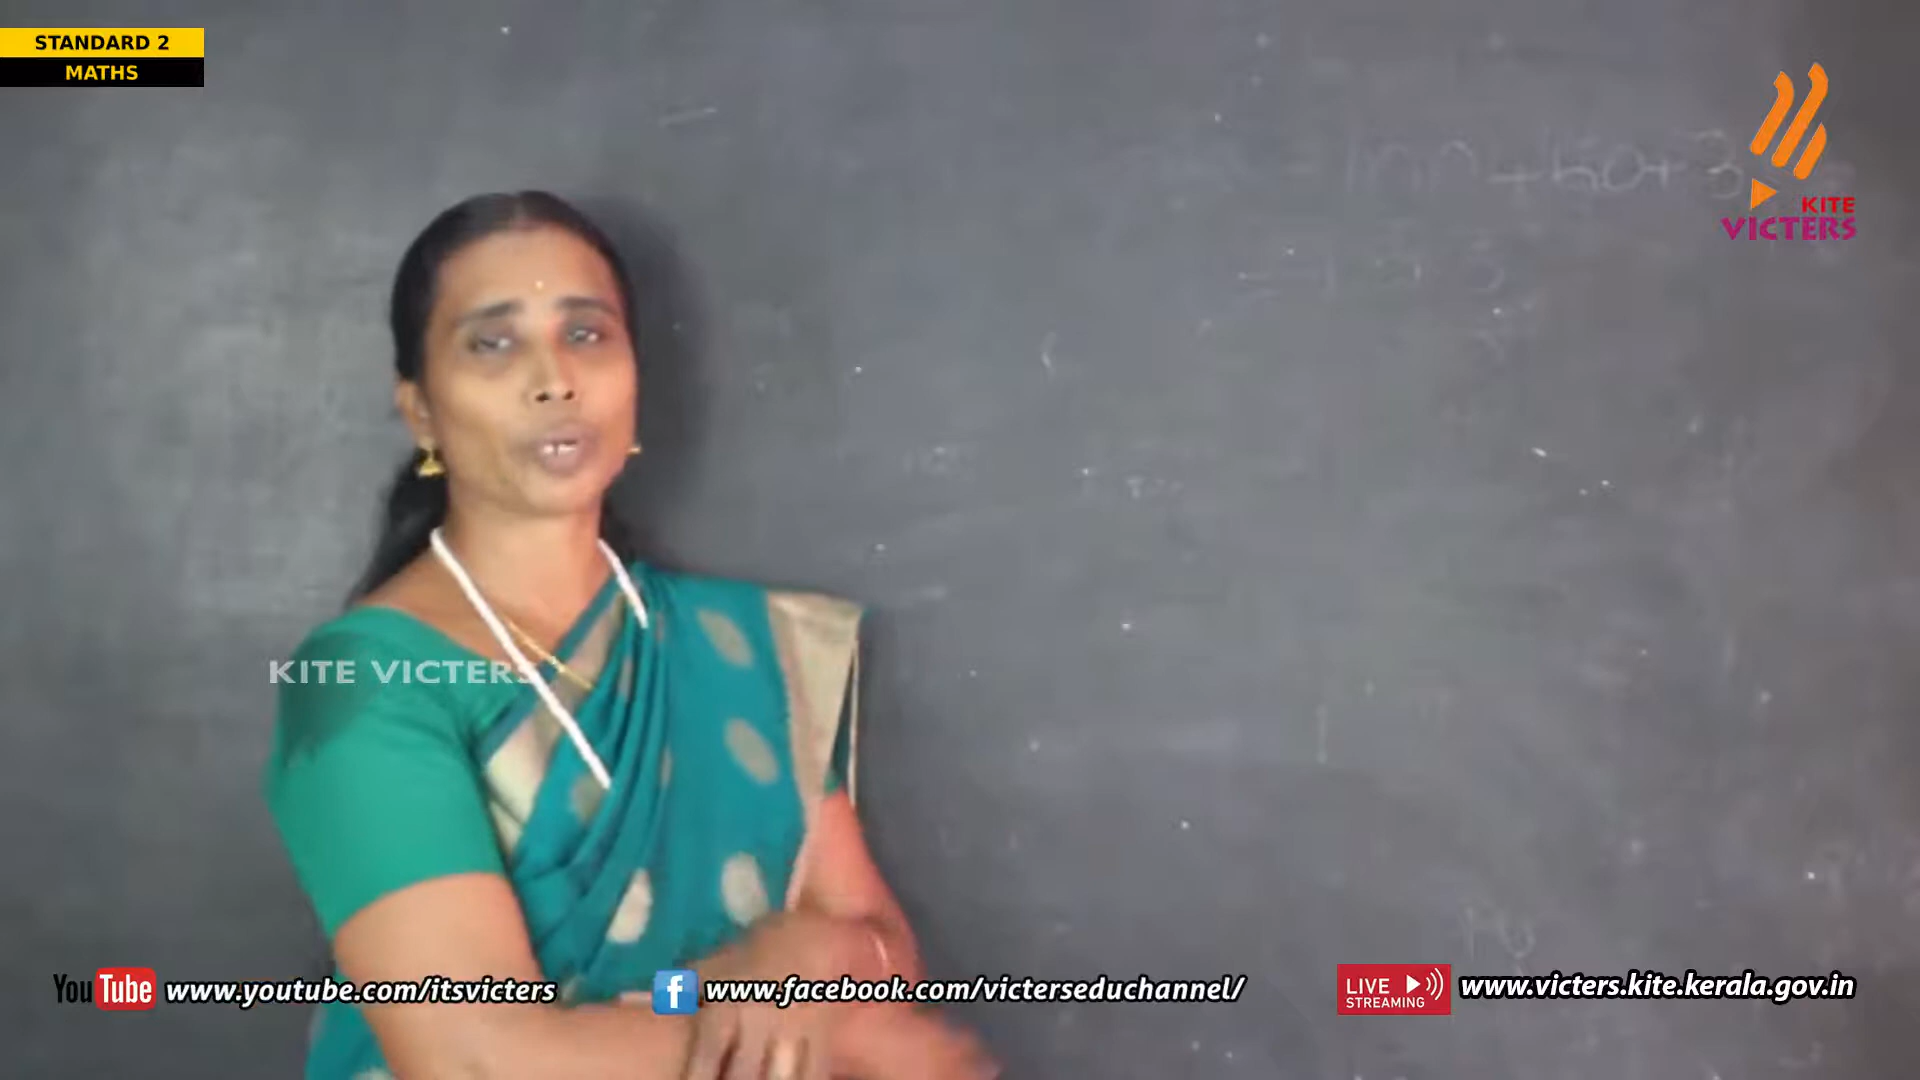 STANDARD 2
MATHS
KITE
VICTERS
KITE VICTERS
YouTube www.youtube.com/itsvicters
f www.facebook.com/victerseduchannel/
LIVE STREAMING www.victers.kite.kerala.gov.in